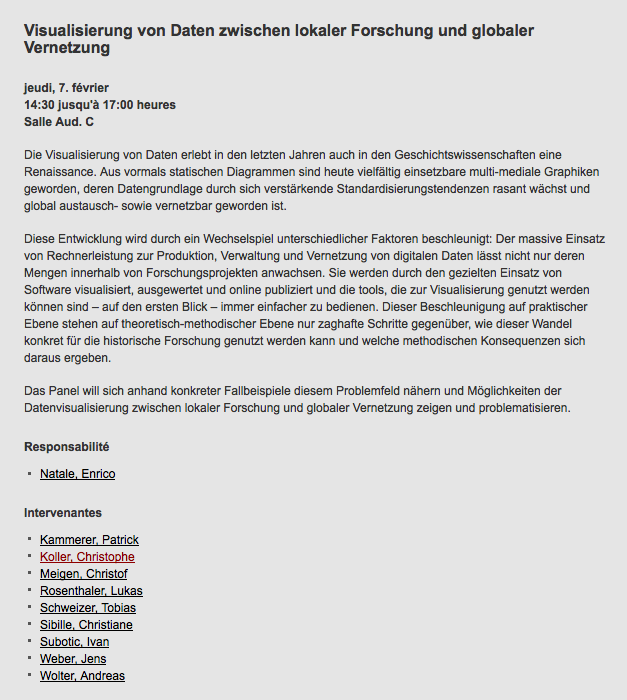 Visualisierung von Daten zwischen lokaler Forschung und globaler
Vernetzung
jeudi, 7. février
14:30 jusqu'à 17:00 heures
Salle Aud. C
Die Visualisierung von Daten erlebt in den letzten Jahren auch in den Geschichtswissenschaften eine
Renaissance. Aus vormals statischen Diagrammen sind heute vielfältig einsetzbare multi-mediale Graphiken
geworden, deren Datengrundlage durch sich verstärkende Standardisierungstendenzen rasant wächst und
global austausch- sowie vernetzbar geworden ist.
Diese Entwicklung wird durch ein Wechselspiel unterschiedlicher Faktoren beschleunigt: Der massive Einsatz
von Rechnerleistung zur Produktion, Verwaltung und Vernetzung von digitalen Daten lässt nicht nur deren
Mengen innerhalb von Forschungsprojekten anwachsen. Sie werden durch den gezielten Einsatz von
Software visualisiert, ausgewertet und online publiziert und die tools, die zur Visualisierung genutzt werden
können sind – auf den ersten Blick – immer einfacher zu bedienen. Dieser Beschleunigung auf praktischer
Ebene stehen auf theoretisch-methodischer Ebene nur zaghafte Schritte gegenüber, wie dieser Wandel
konkret für die historische Forschung genutzt werden kann und welche methodischen Konsequenzen sich
daraus ergeben.
Das Panel will sich anhand konkreter Fallbeispiele diesem Problemfeld nähern und Möglichkeiten der
Datenvisualisierung zwischen lokaler Forschung und globaler Vernetzung zeigen und problematisieren.
Responsabilité
Natale, Enrico
Intervenantes
Kammerer, Patrick
Koller, Christophe
Meigen, Christof
Rosenthaler, Lukas
Schweizer, Tobias
Sibille, Christiane
Subotic, Ivan
Weber, Jens
Wolter, Andreas